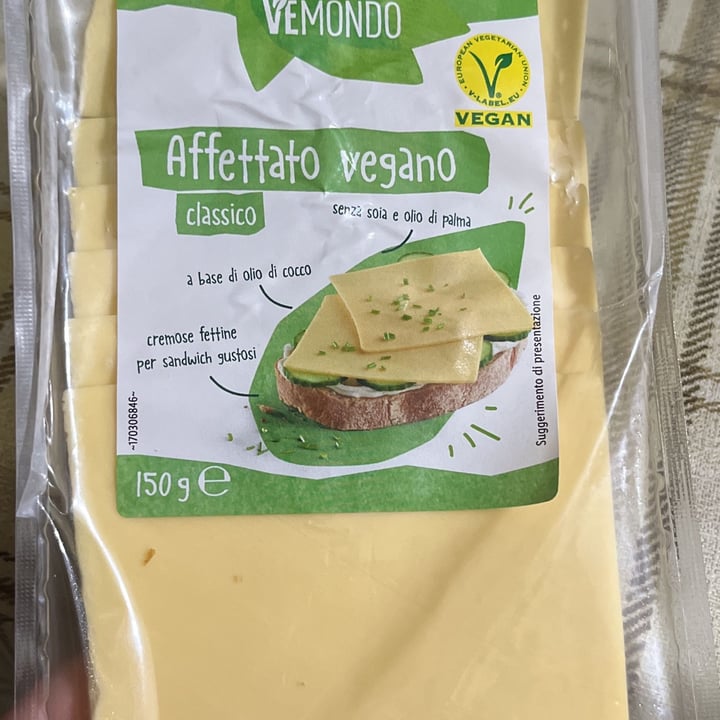 VEMONDO
EUROPEAN VEGETARIAN UNION
V-LABEL.EU
VEGAN
Affettato vegano
classico
senza soia e olio di palma
a base di olio di cocco
cremose fettine
per sandwich gustosi
Suggerimento di presentazione
~170306846~
150 g ℮